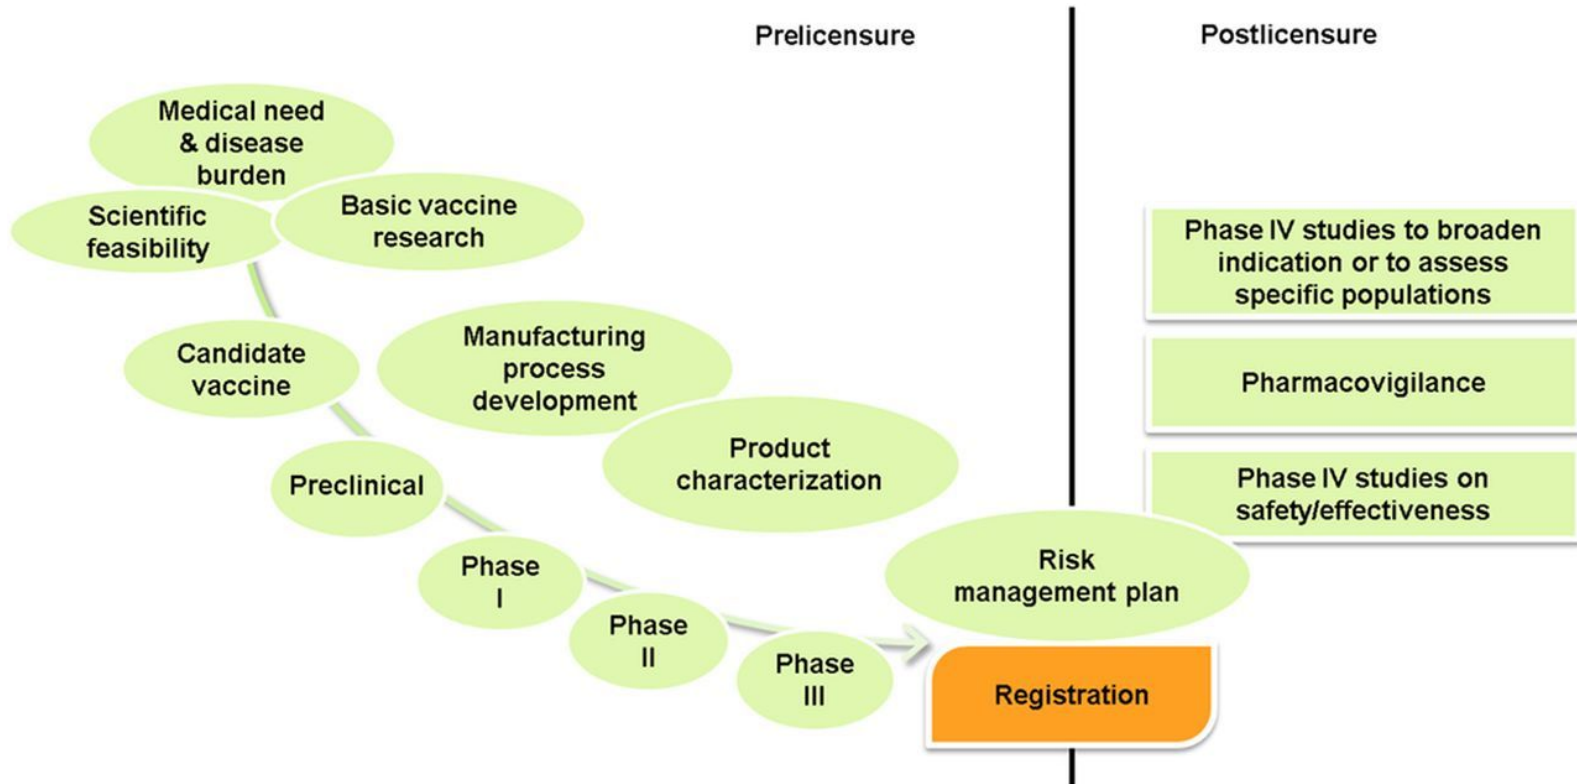 Prelicensure
Postlicensure
Medical need
& disease
burden
Scientific
feasibility
Basic vaccine
research
Candidate
vaccine
Manufacturing
process
development
Product
characterization
Preclinical
Phase
I
Phase
II
Phase
III
Risk
management plan
Registration
Phase IV studies to broaden
indication or to assess
specific populations
Pharmacovigilance
Phase IV studies on
safety/effectiveness